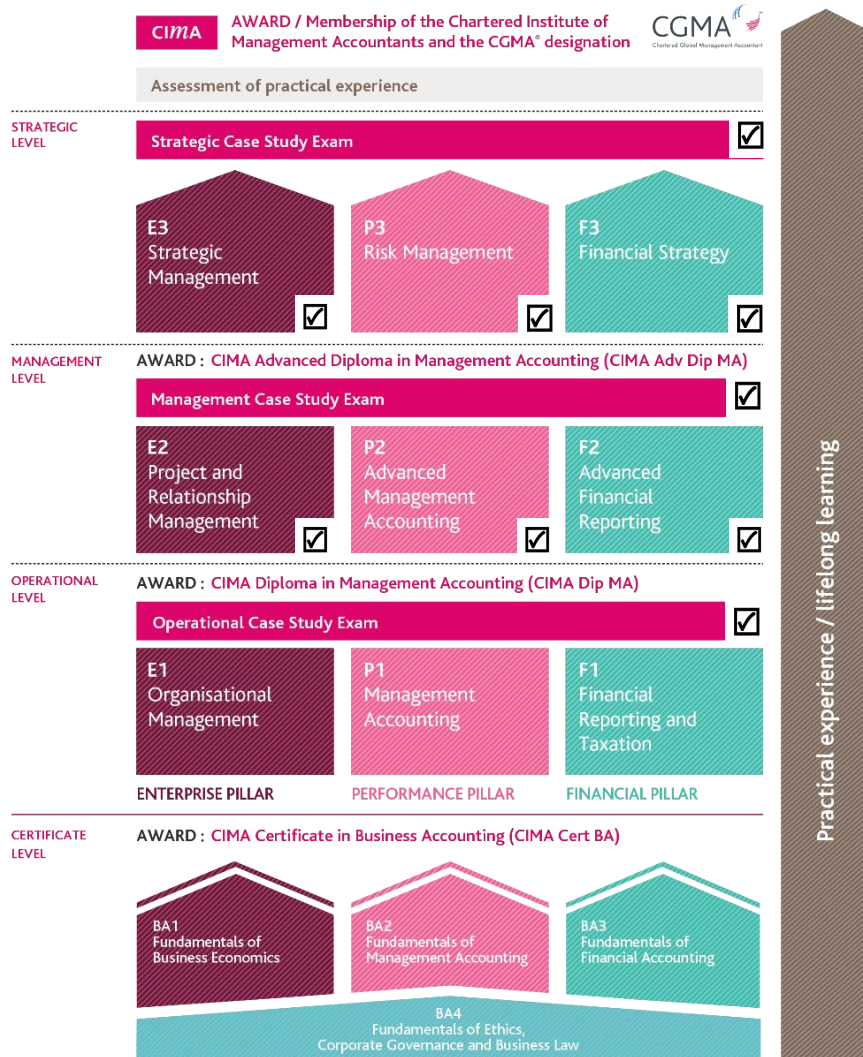 CIMA
AWARD / Membership of the Chartered Institute of
Management Accountants and the CGMA® designation
CGMA
Chartered Global Management Accountant
Assessment of practical experience
STRATEGIC
LEVEL
Strategic Case Study Exam
E3
Strategic
Management
P3
Risk Management
F3
Financial Strategy
MANAGEMENT
LEVEL
AWARD : CIMA Advanced Diploma in Management Accounting (CIMA Adv Dip MA)
Management Case Study Exam
E2
Project and
Relationship
Management
P2
Advanced
Management
Accounting
F2
Advanced
Financial
Reporting
OPERATIONAL
LEVEL
AWARD : CIMA Diploma in Management Accounting (CIMA Dip MA)
Operational Case Study Exam
E1
Organisational
Management
P1
Management
Accounting
F1
Financial
Reporting and
Taxation
ENTERPRISE PILLAR
PERFORMANCE PILLAR
FINANCIAL PILLAR
CERTIFICATE
LEVEL
AWARD : CIMA Certificate in Business Accounting (CIMA Cert BA)
BA1
Fundamentals of
Business Economics
BA2
Fundamentals of
Management Accounting
BA3
Fundamentals of
Financial Accounting
BA4
Fundamentals of Ethics,
Corporate Governance and Business Law
Practical experience / lifelong learning